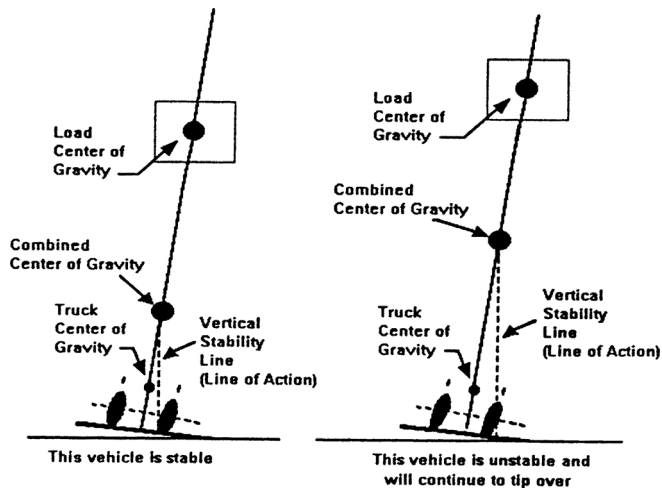 Load
Center of
Gravity
Combined
Center of Gravity
Truck
Center of
Gravity
Vertical
Stability
Line
(Line of Action)
This vehicle is stable
Load
Center of
Gravity
Combined
Center of Gravity
Truck
Center of
Gravity
Vertical
Stability
Line
(Line of Action)
This vehicle is unstable and
will continue to tip over